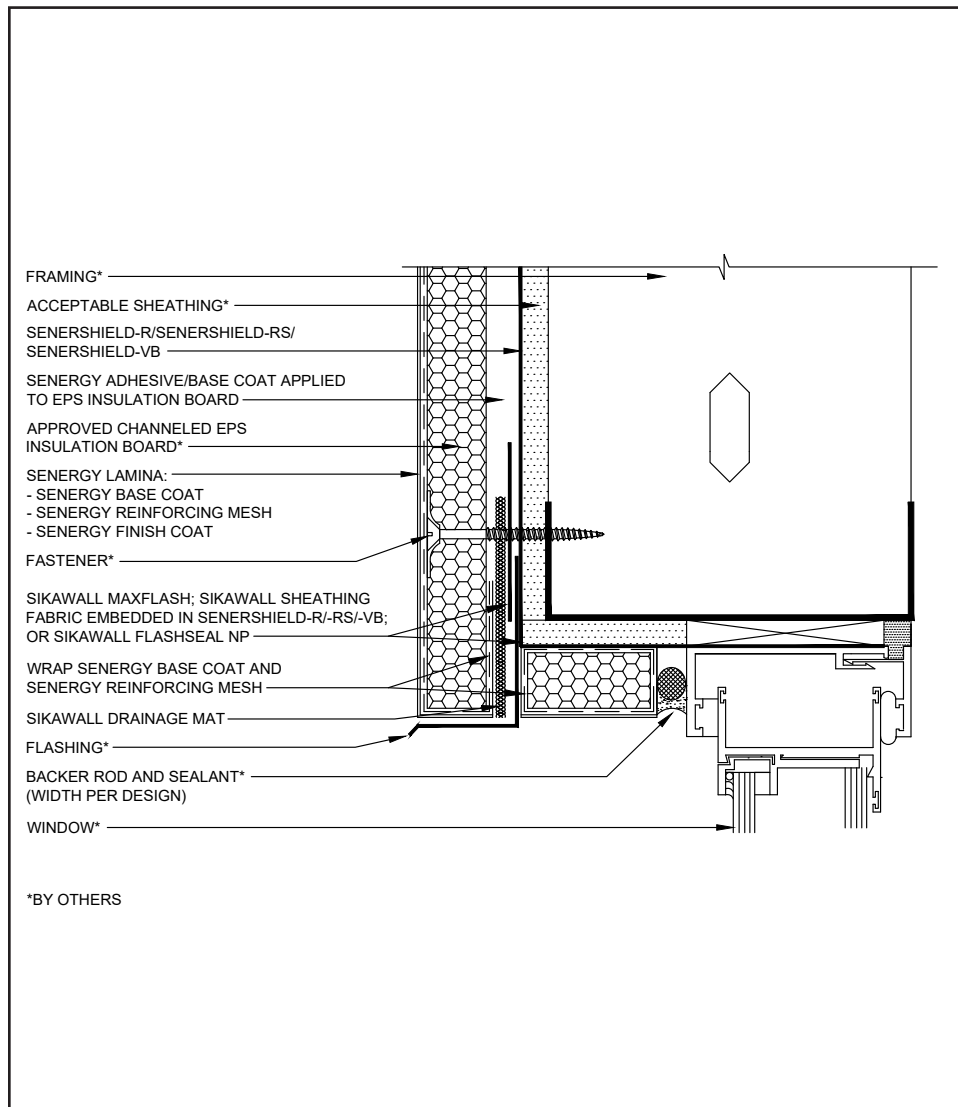 FRAMING*
ACCEPTABLE SHEATHING*
SENERSHIELD-R/SENERSHIELD-RS/
SENERSHIELD-VB
SENERGY ADHESIVE/BASE COAT APPLIED
TO EPS INSULATION BOARD
APPROVED CHANNELED EPS
INSULATION BOARD*
SENERGY LAMINA:
- SENERGY BASE COAT
- SENERGY REINFORCING MESH
- SENERGY FINISH COAT
FASTENER*
SIKAWALL MAXFLASH; SIKAWALL SHEATHING
FABRIC EMBEDDED IN SENERSHIELD-R/-RS/-VB;
OR SIKAWALL FLASHSEAL NP
WRAP SENERGY BASE COAT AND
SENERGY REINFORCING MESH
SIKAWALL DRAINAGE MAT
FLASHING*
BACKER ROD AND SEALANT*
(WIDTH PER DESIGN)
WINDOW*
*BY OTHERS